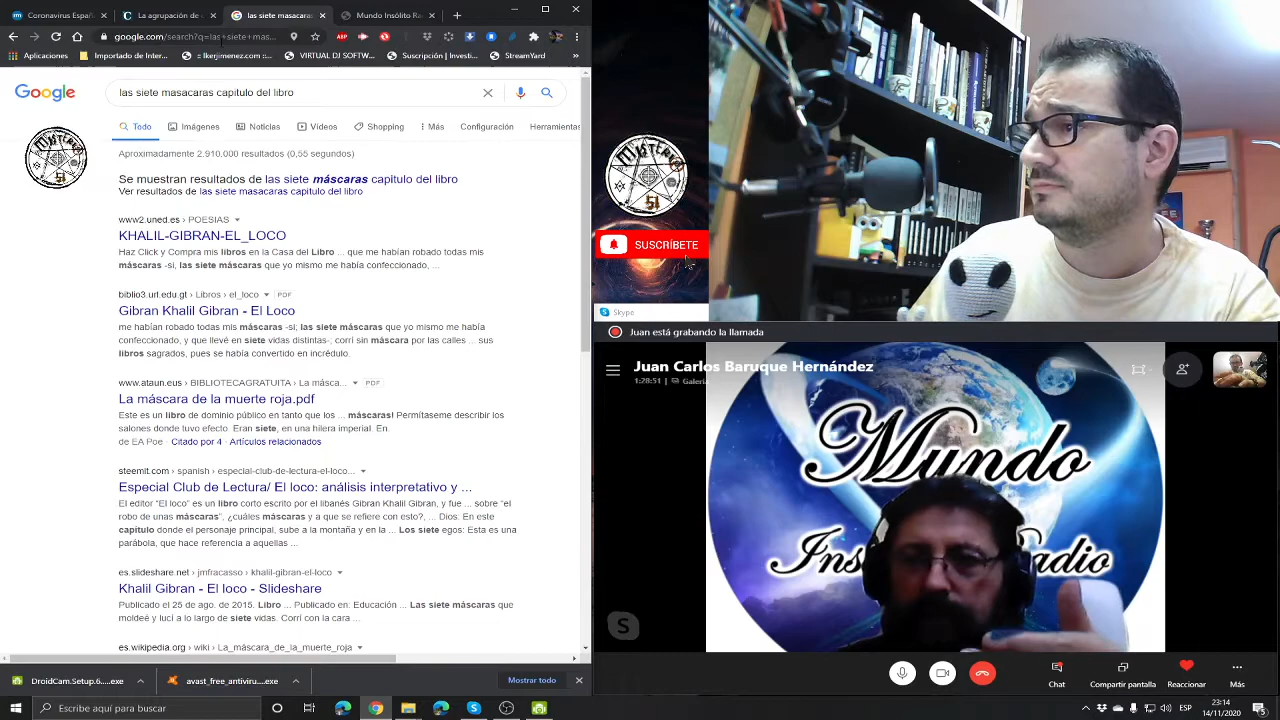 Coronavirus España
La agrupación de
las siete máscaras
Mundo Insólito Ra
google.com/search?q=las+siete+mas...
Aplicaciones
Importado de Inter...
ikerjimenez.com:...
VIRTUAL DJ SOFTW...
Suscripción | Investi...
StreamYard
Google
las siete masacaras capitulo del libro
Todo
Imágenes
Noticias
Vídeos
Shopping
Más
Configuración
Herramientas
Aproximadamente 2.910.000 resultados (0,55 segundos)
Se muestran resultados de las siete máscaras capitulo del libro
Ver resultados de las siete masacaras capitulo del libro
www2.uned.es › POESIAS
KHALIL-GIBRAN-EL_LOCO
Haz Click y Compra mis libros en la Casa del Libro ... que me habían robado todas mis
máscaras -si, las siete máscaras que yo mismo me había confeccionado, ...
biblio3.url.edu.gt › Libros › el_loco
PDF
Gibran Khalil Gibran - El Loco
me habían robado todas mis máscaras -si; las siete máscaras que yo mismo me había
confeccionado, y que llevé en siete vidas distintas-; corrí sin máscara por las calles ... sus
libros sagrados, pues se había convertido en incrédulo.
www.ataun.eus › BIBLIOTECAGRATUITA › La másca...
PDF
La máscara de la muerte roja.pdf
Este es un libro de dominio público en tanto que los ... máscaras! Permítaseme describir los
salones donde tuvo efecto. Eran siete, en una hilera imperial. En.
de EA Poe · Citado por 4 · Artículos relacionados
steemit.com › spanish › especial-club-de-lectura-el-loco...
Especial Club de Lectura/ El loco: análisis interpretativo y ...
El editor “El loco” es un libro corto escrito por el libanés Gibran Khalil Gibran, y fue ... sobre “el
robo de unas máscaras”, ¿cuáles máscaras y a que se refiere con esto?, ... Dios: En este
capitulo donde el personaje principal, sube a la montaña y en la ... Los siete egos: Esta es una
parábola, que hace referencia a aquellas ...
es.slideshare.net › jmfracasso › khalil-gibran-el-loco
Khalil Gibran - El loco - Slideshare
Publicado el 25 de ago. de 2015. Libro ... Publicado en: Educación ... Las siete máscaras que
moldeé y lucí a lo largo de siete vidas. Corrí con la cara ...
es.wikipedia.org › wiki › La_máscara_de_la_muerte_roja
DroidCam.Setup.6....exe
avast_free_antiviru....exe
Mostrar todo
Escribe aquí para buscar
51
SUSCRÍBETE
Skype
Juan está grabando la llamada
Juan Carlos Baruque Hernández
1:28:51 | Galería
Mundo
Ins adio
Chat
Compartir pantalla
Reaccionar
Más
ESP
23:14
14/11/2020